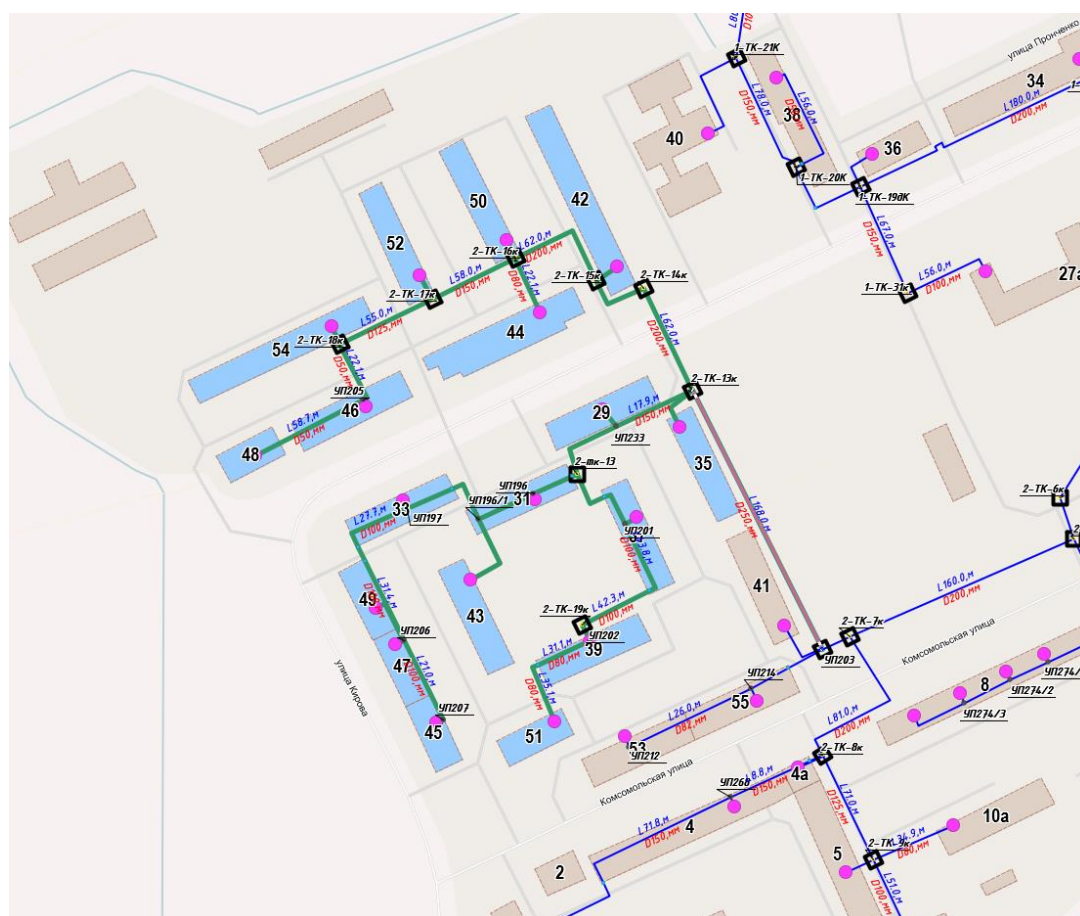 1-ТК-21К
улица Пронченко
34
L180.0,м
D200,мм
L78.0,м
D150,мм
L56.0,м
38
40
36
1-ТК-20К
1-ТК-19дК
42
50
52
L67.0,м
D150,мм
2-ТК-16к
L62.0,м
D200,мм
L22.1,м
D80,мм
2-ТК-15к
2-ТК-14к
L56.0,м
D100,мм
27а
1-ТК-31к
L58.0,м
D150,мм
2-ТК-17к
L55.0,м
D125,мм
44
L62.0,м
D200,мм
54
2-ТК-18к
L22.1,м
D50,мм
УП205
46
2-ТК-13к
L17.9,м
D150,мм
29
УП233
L58.7,м
D50,мм
48
35
2-тк-13
УП196
31
УП196/1
33
УП197
L27.7,м
D100,мм
L168.0,м
D250,мм
2-ТК-6к
УП201
D100,мм
L160.0,м
D200,мм
41
43
49
L31.4,м
L42.3,м
D100,мм
2-ТК-19к
УП202
39
L31.1,м
D80,мм
УП206
47
L21.0,м
D100,мм
2-ТК-7к
УП203
Комсомольская улица
УП214
55
L26.0,м
D82,мм
8
УП274/2
УП274/3
L35.1,м
D80,мм
51
53
УП212
УП207
45
улица Кирова
L81.0,м
D200,мм
2-ТК-8к
Комсомольская улица
4а
L8.8,м
D150,мм
УП268
L71.8,м
D150,мм
4
L71.0,м
D125,мм
10а
L34.9,м
D80,мм
2-ТК-9к
2
5
L51.0,м
D100,мм